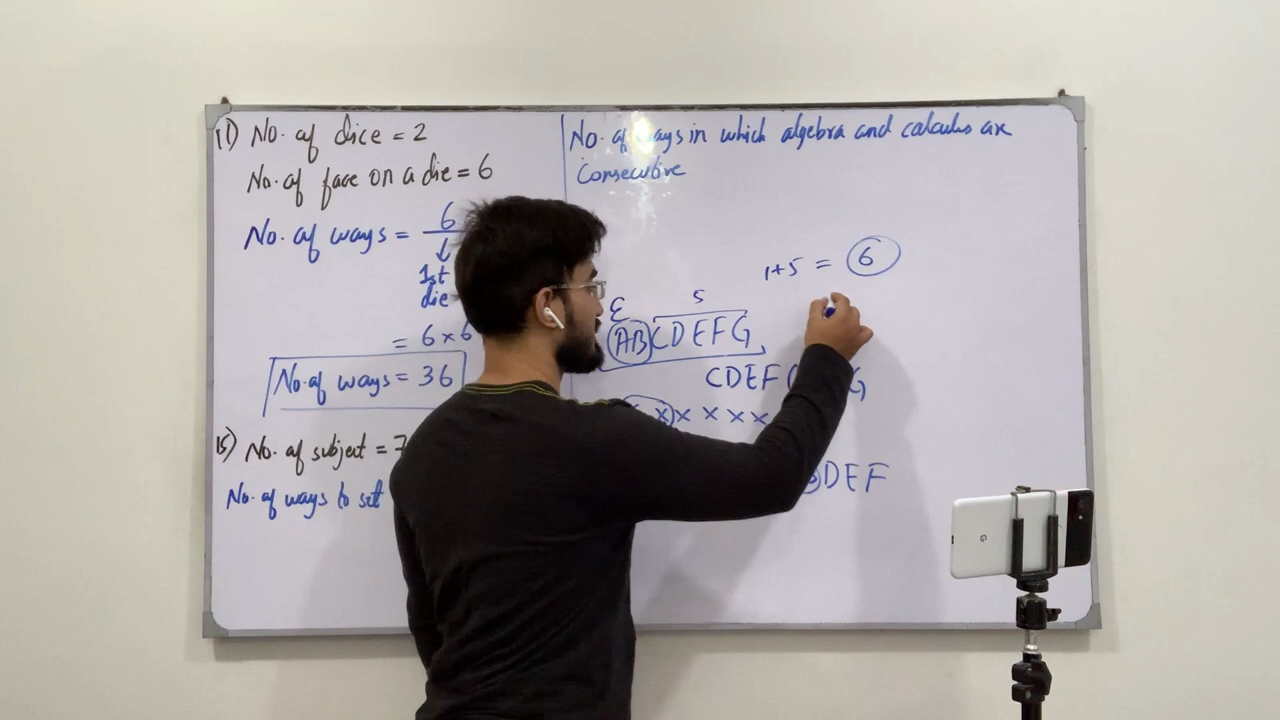 11) No. of dice = 2
No. of face on a die = 6
No. of ways = 6
↓
1st
die
= 6 × 6
No. of ways = 36
15) No. of subject = 7
No. of ways to set
No. of ways in which algebra and calculus are
Consecutive
1+5 = 6
5
AB CDEFG
CDEF G
x x x x x
DEF
G